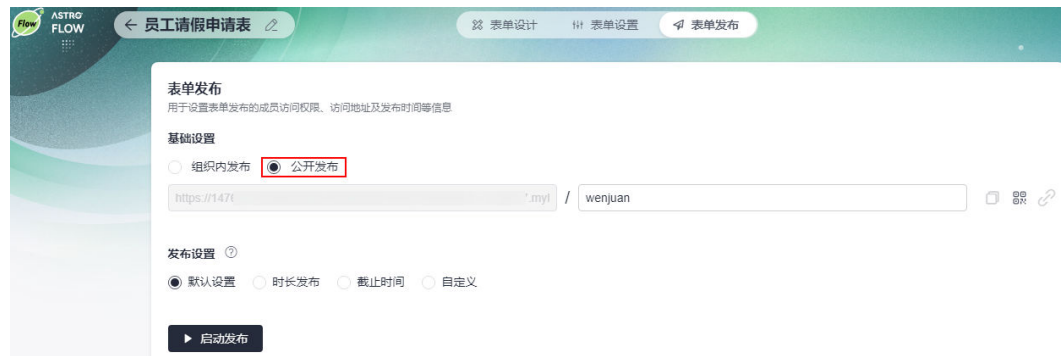 Flow ASTRO FLOW
← 员工请假申请表
表单设计 表单设置 表单发布
表单发布
用于设置表单发布的成员访问权限、访问地址及发布时间等信息
基础设置
组织内发布 公开发布
https://147 .myt / wenjuan
发布设置 ?
默认设置 时长发布 截止时间 自定义
启动发布